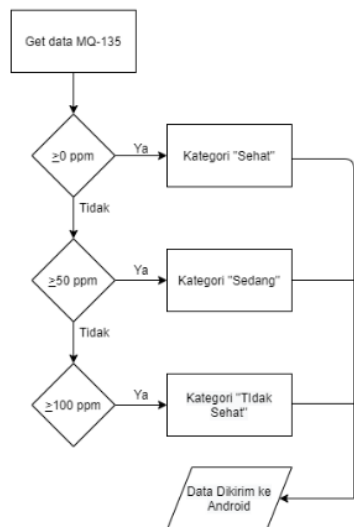 Get data MQ-135
≥0 ppm
Ya
Kategori "Sehat"
Tidak
≥50 ppm
Ya
Kategori "Sedang"
Tidak
≥100 ppm
Ya
Kategori "TIdak
Sehat"
Data Dikirim ke
Android